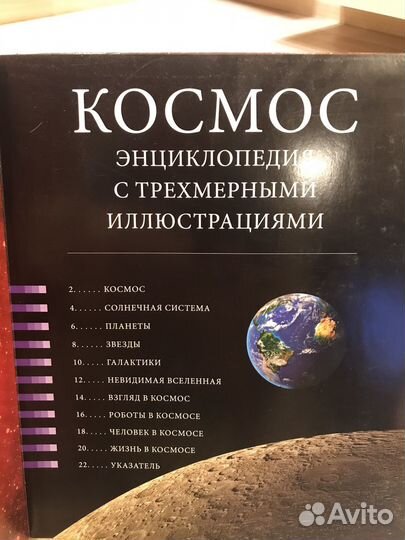 КОСМОС
ЭНЦИКЛОПЕДИЯ
С ТРЕХМЕРНЫМИ
ИЛЛЮСТРАЦИЯМИ
2. . . . . . КОСМОС
4. . . . . . СОЛНЕЧНАЯ СИСТЕМА
6. . . . . . ПЛАНЕТЫ
8. . . . . . ЗВЕЗДЫ
10. . . . . ГАЛАКТИКИ
12. . . . . НЕВИДИМАЯ ВСЕЛЕННАЯ
14. . . . . ВЗГЛЯД В КОСМОС
16. . . . . РОБОТЫ В КОСМОСЕ
18. . . . . ЧЕЛОВЕК В КОСМОСЕ
20. . . . . ЖИЗНЬ В КОСМОСЕ
22. . . . . УКАЗАТЕЛЬ
Avito